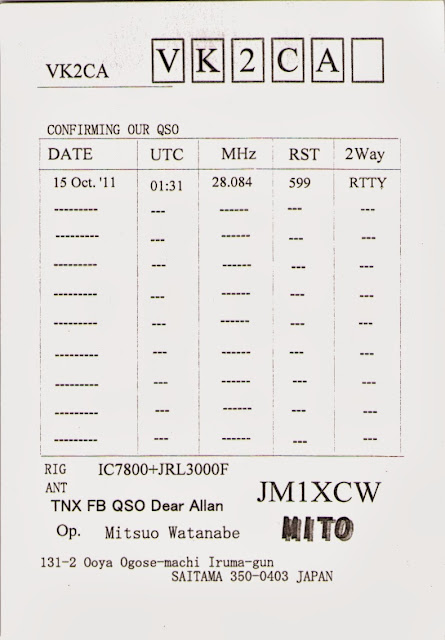 VK2CA VK2CA
CONFIRMING OUR QSO
DATE UTC MHz RST 2Way
15 Oct. '11 01:31 28.084 599 RTTY
--------- --- ------ --- ---
--------- --- ------ --- ---
--------- --- ------ --- ---
--------- --- ------ --- ---
--------- --- ------ --- ---
--------- --- ------ --- ---
--------- --- ------ --- ---
--------- --- ------ --- ---
--------- --- ------ --- ---
RIG IC7800+JRL3000F
ANT
TNX FB QSO Dear Allan JM1XCW
Op. Mitsuo Watanabe MITO
131-2 Ooya Ogose-machi Iruma-gun
SAITAMA 350-0403 JAPAN